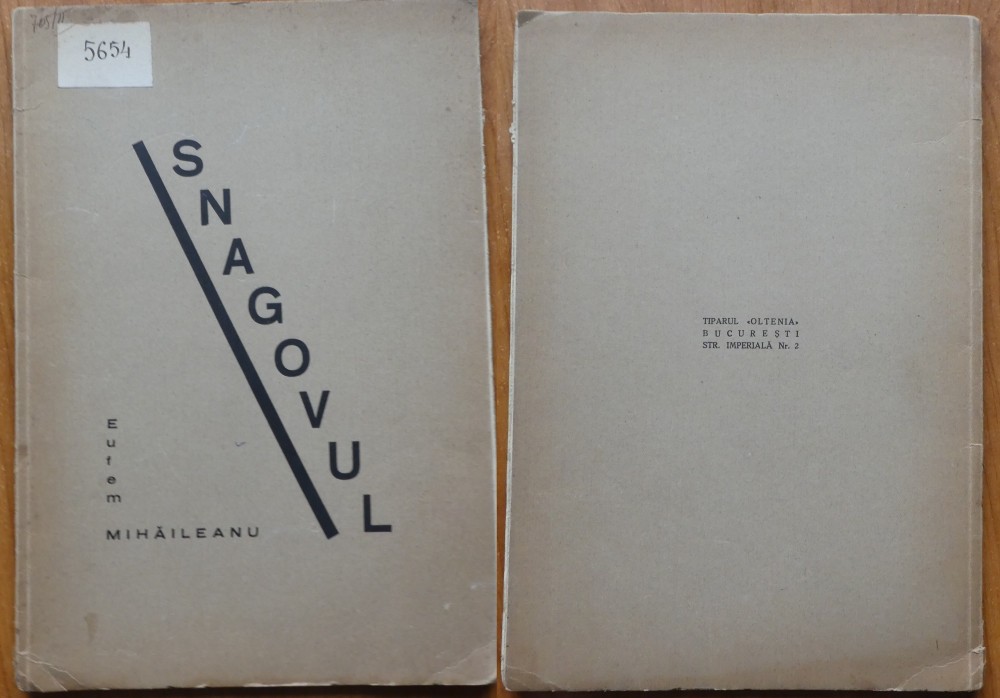 5654
SNAGOVUL
Eufem
MIHĂILEANU
TIPARUL «OLTENIA»
BUCUREȘTI
STR. IMPERIALĂ Nr. 2